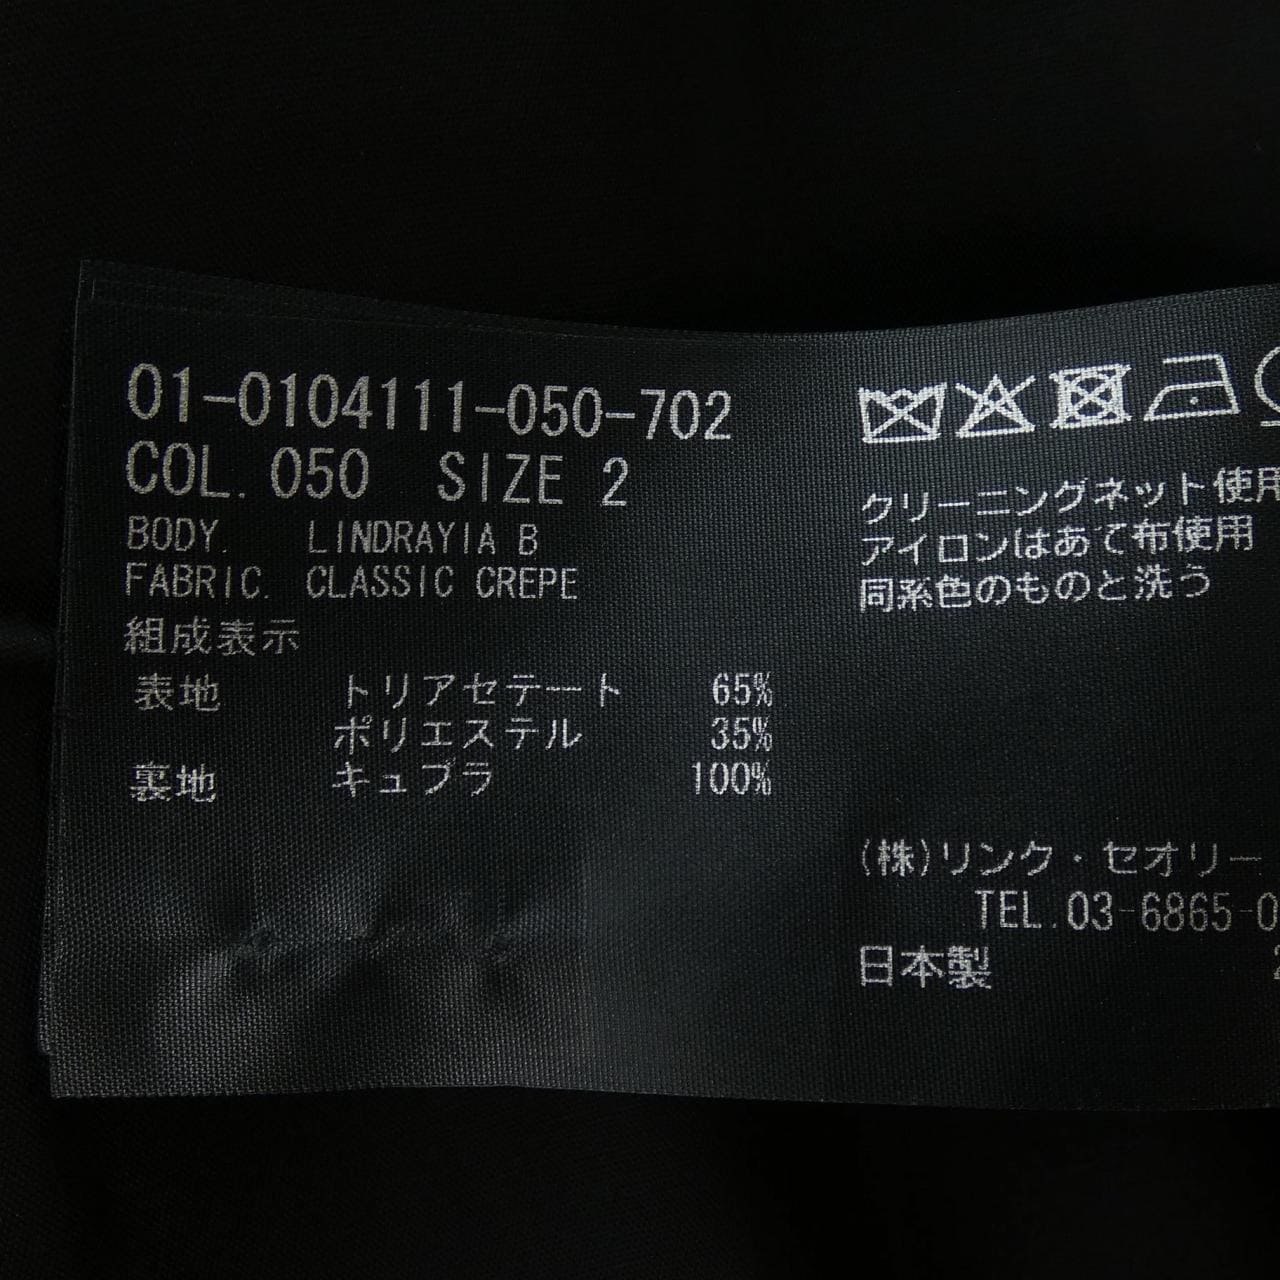 01-0104111-050-702
COL. 050 SIZE 2
BODY. LINDRAYIA B
FABRIC. CLASSIC CREPE
組成表示
表地 トリアセテート 65%
ポリエステル 35%
裏地 キュプラ 100%
クリーニングネット使用
アイロンはあて布使用
同系色のものと洗う
(株)リンク・セオリー
TEL.03-6865-0
日本製